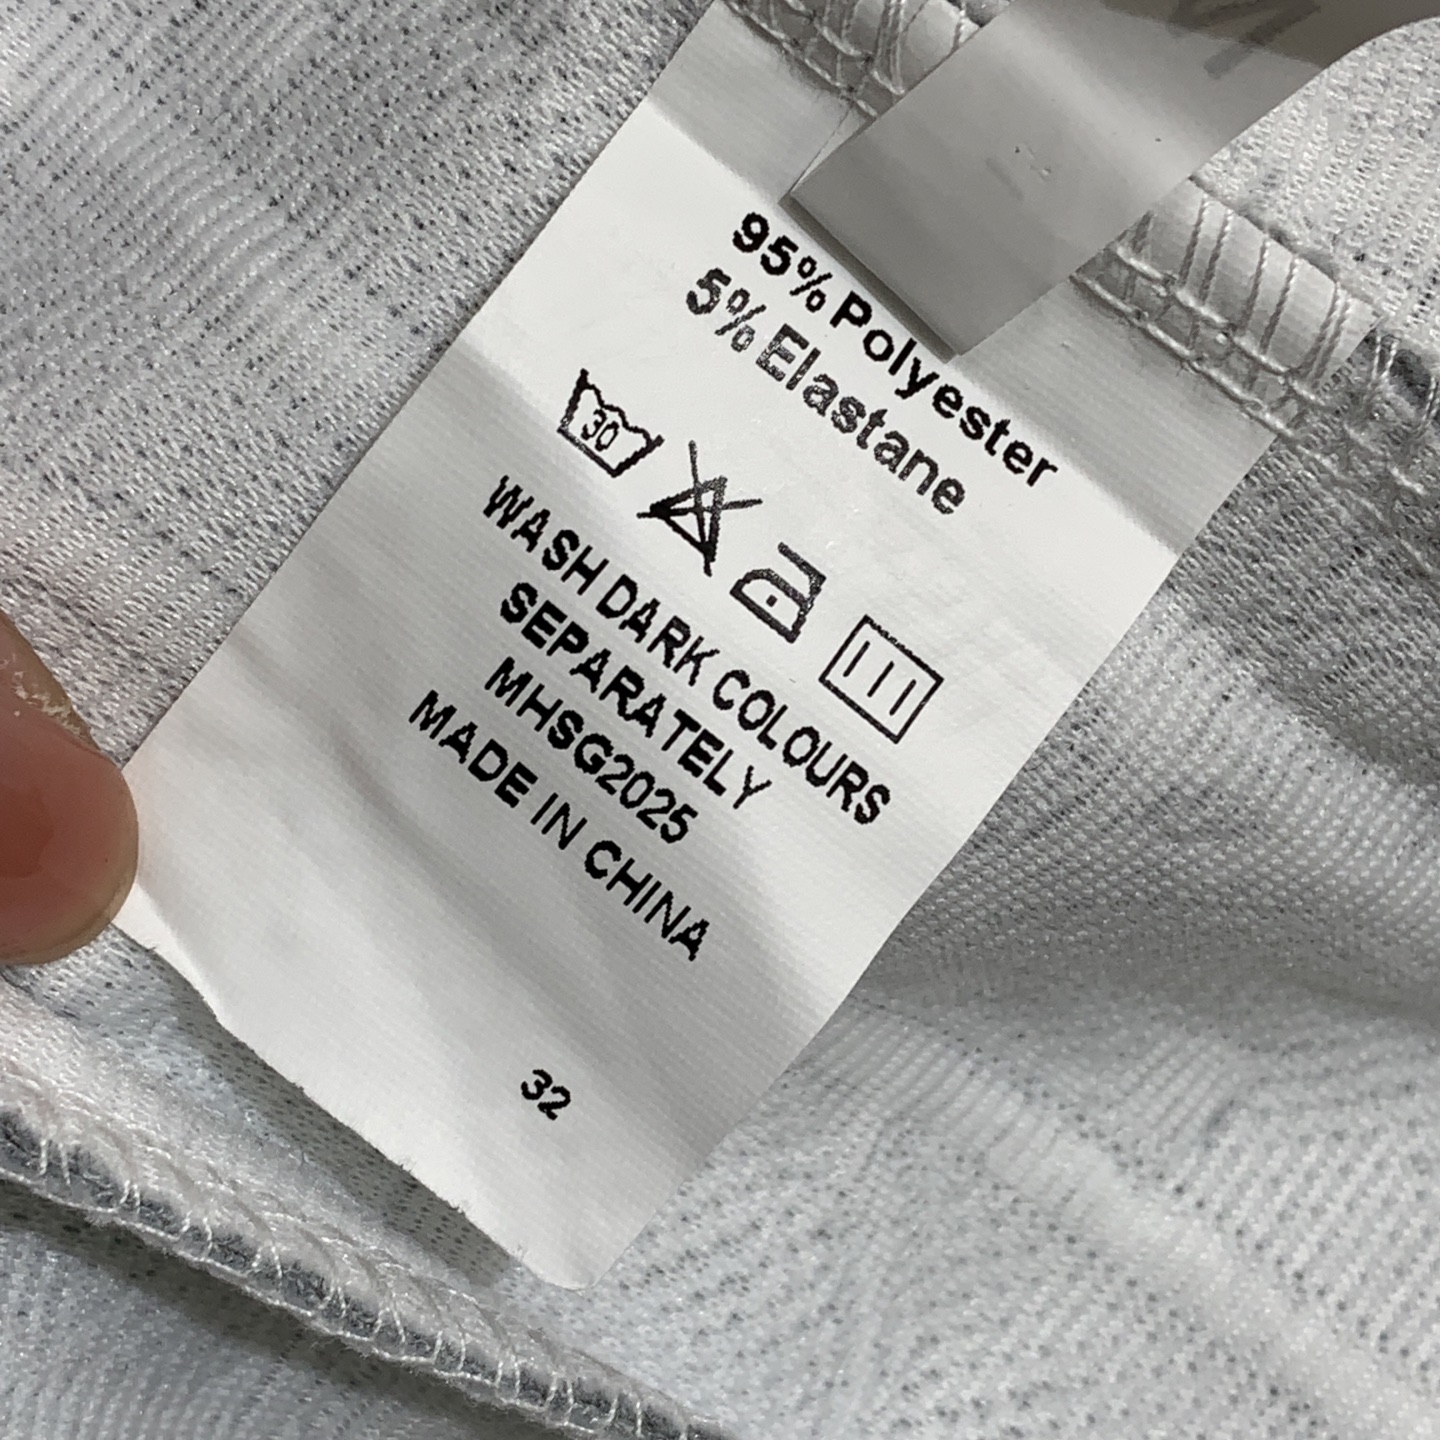 95% Polyester
5% Elastane
30
WASH DARK COLOURS
SEPARATELY
MHSG2025
MADE IN CHINA
32